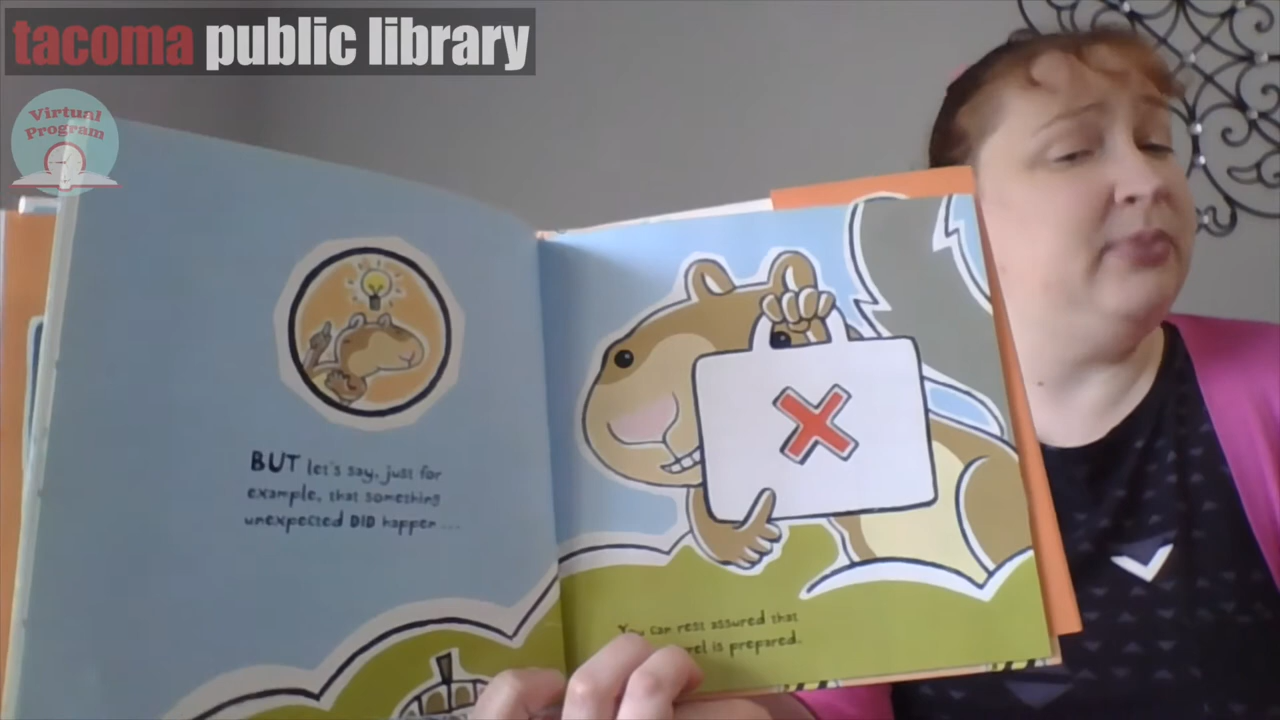 tacoma public library
Virtual
Program
BUT let's say, just for
example, that something
unexpected DID happen ...
You can rest assured that
is prepared.